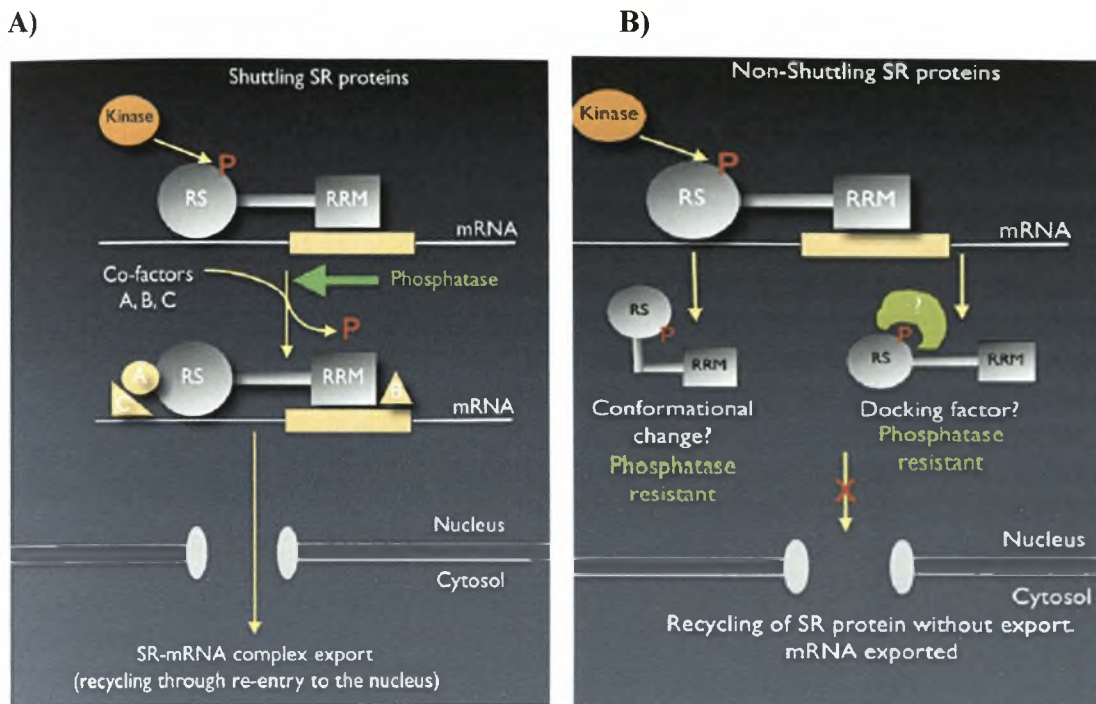 A)
Shuttling SR proteins
Kinase
P
RS
RRM
mRNA
Co-factors
A, B, C
Phosphatase
P
A
RS
RRM
B
C
mRNA
Nucleus
Cytosol
SR-mRNA complex export
(recycling through re-entry to the nucleus)
B)
Non-Shuttling SR proteins
Kinase
P
RS
RRM
mRNA
RS
P
RRM
?
P
RS
RRM
Conformational
change?
Phosphatase
resistant
Docking factor?
Phosphatase
resistant
X
Nucleus
Cytosol
Recycling of SR protein without export.
mRNA exported